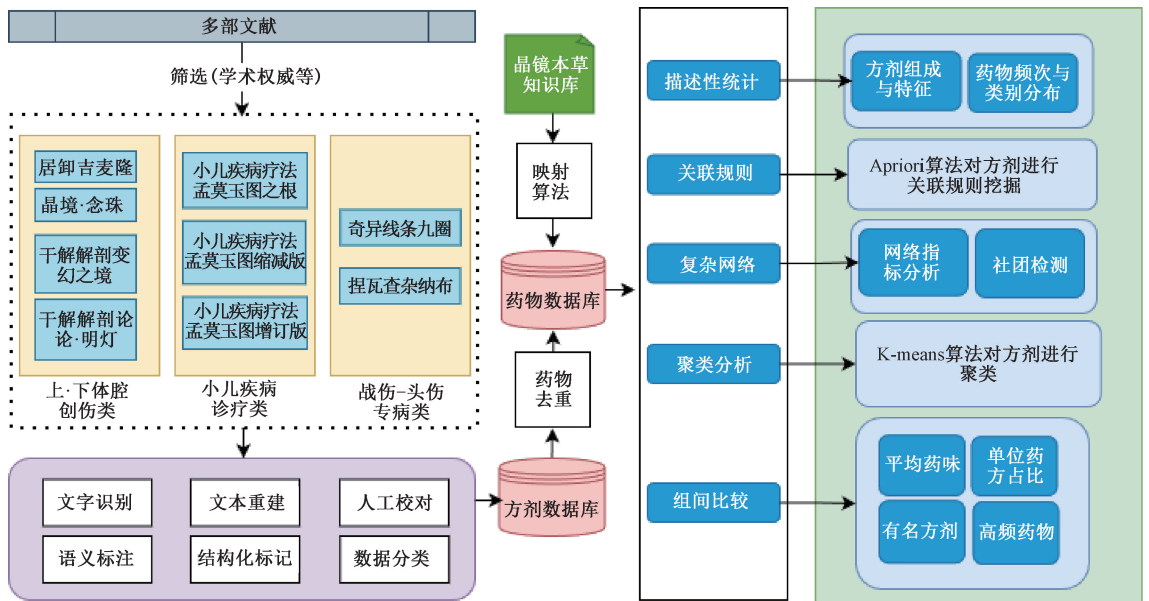 多部文献
筛选(学术权威等)
居卸吉麦隆
晶境·念珠
干解解剖变
幻之境
干解解剖论
论·明灯
上·下体腔
创伤类
小儿疾病疗法
孟莫玉图之根
小儿疾病疗法
孟莫玉图缩减版
小儿疾病疗法
孟莫玉图增订版
小儿疾病
诊疗类
奇异线条九圈
捏瓦查杂纳布
战伤-头伤
专病类
文字识别
文本重建
人工校对
语义标注
结构化标记
数据分类
晶镜本草
知识库
映射
算法
药物数据库
药物
去重
方剂数据库
描述性统计
关联规则
复杂网络
聚类分析
组间比较
方剂组成
与特征
药物频次与
类别分布
Apriori算法对方剂进行
关联规则挖掘
网络指
标分析
社团检测
K-means算法对方剂进行
聚类
平均药味
单位药
方占比
有名方剂
高频药物